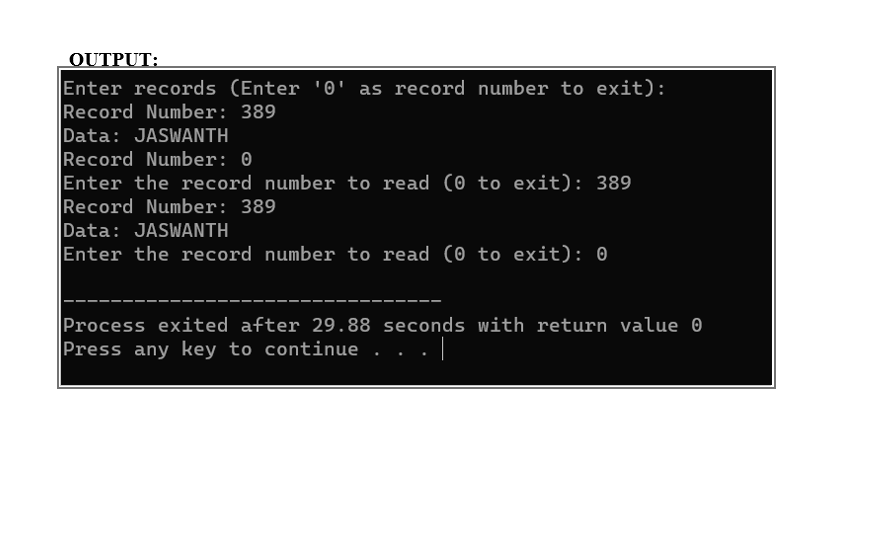 OUTPUT:
Enter records (Enter '0' as record number to exit):
Record Number: 389
Data: JASWANTH
Record Number: 0
Enter the record number to read (0 to exit): 389
Record Number: 389
Data: JASWANTH
Enter the record number to read (0 to exit): 0
--------------------------------
Process exited after 29.88 seconds with return value 0
Press any key to continue . . .